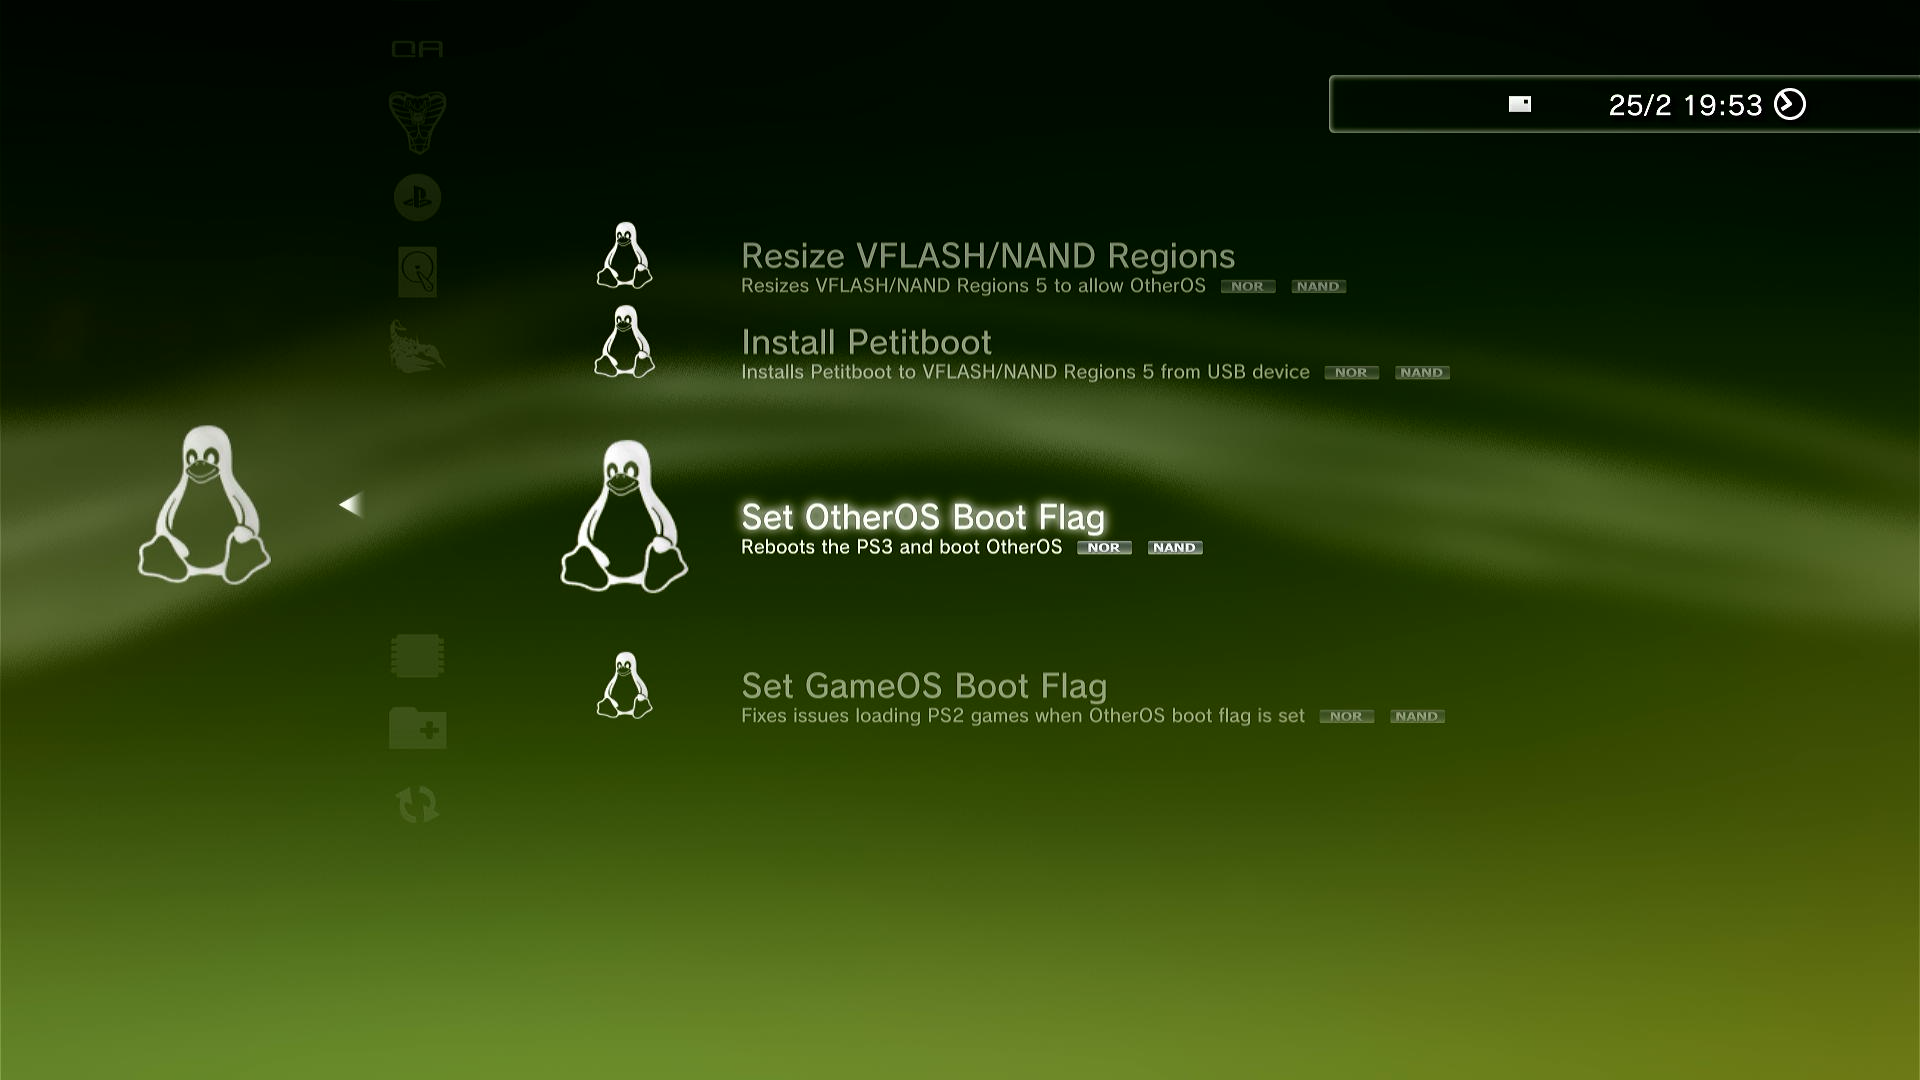 QA
25/2 19:53
Resize VFLASH/NAND Regions
Resizes VFLASH/NAND Regions 5 to allow OtherOS NOR NAND
Install Petitboot
Installs Petitboot to VFLASH/NAND Regions 5 from USB device NOR NAND
Set OtherOS Boot Flag
Reboots the PS3 and boot OtherOS NOR NAND
Set GameOS Boot Flag
Fixes issues loading PS2 games when OtherOS boot flag is set NOR NAND